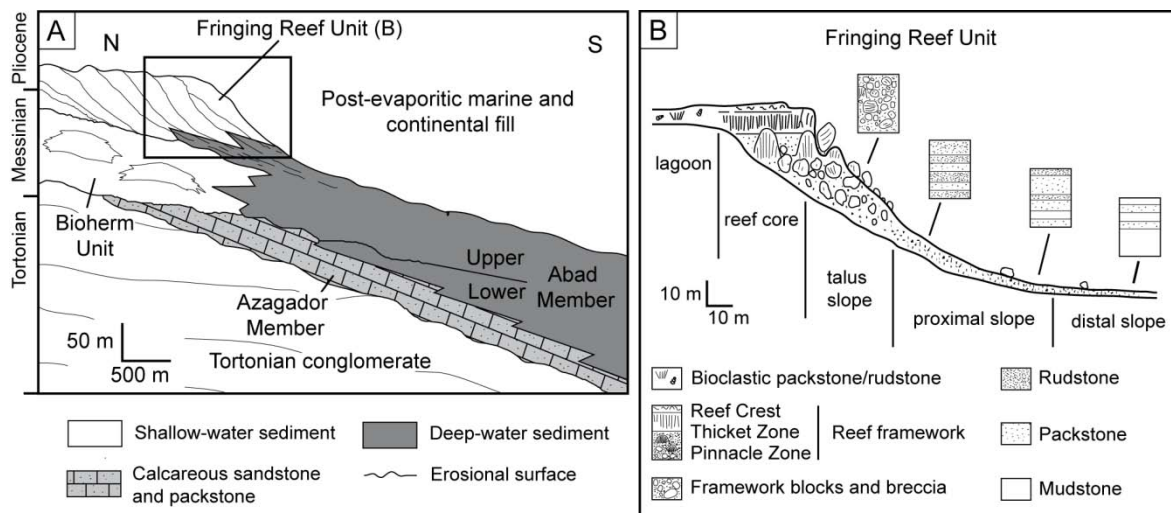 A
N
Fringing Reef Unit (B)
S
Pliocene
Messinian
Tortonian
Post-evaporitic marine and
continental fill
Bioherm
Unit
Upper
Lower
Abad
Member
Azagador
Member
Tortonian conglomerate
50 m
500 m
Shallow-water sediment
Deep-water sediment
Calcareous sandstone
and packstone
Erosional surface
B
Fringing Reef Unit
lagoon
reef core
talus
slope
proximal slope
distal slope
10 m
10 m
Bioclastic packstone/rudstone
Reef Crest
Thicket Zone
Pinnacle Zone
Reef framework
Framework blocks and breccia
Rudstone
Packstone
Mudstone